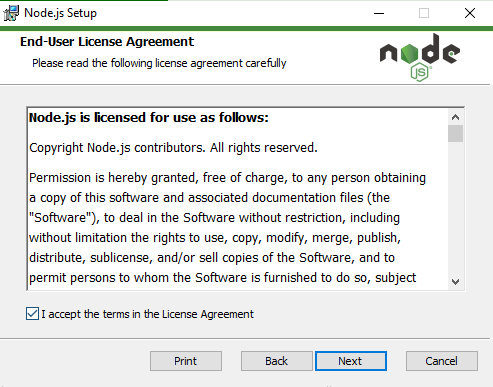 Node.js Setup
End-User License Agreement
Please read the following license agreement carefully
node
JS
Node.js is licensed for use as follows:
Copyright Node.js contributors. All rights reserved.
Permission is hereby granted, free of charge, to any person obtaining
a copy of this software and associated documentation files (the
"Software"), to deal in the Software without restriction, including
without limitation the rights to use, copy, modify, merge, publish,
distribute, sublicense, and/or sell copies of the Software, and to
permit persons to whom the Software is furnished to do so, subject
I accept the terms in the License Agreement
Print Back Next Cancel